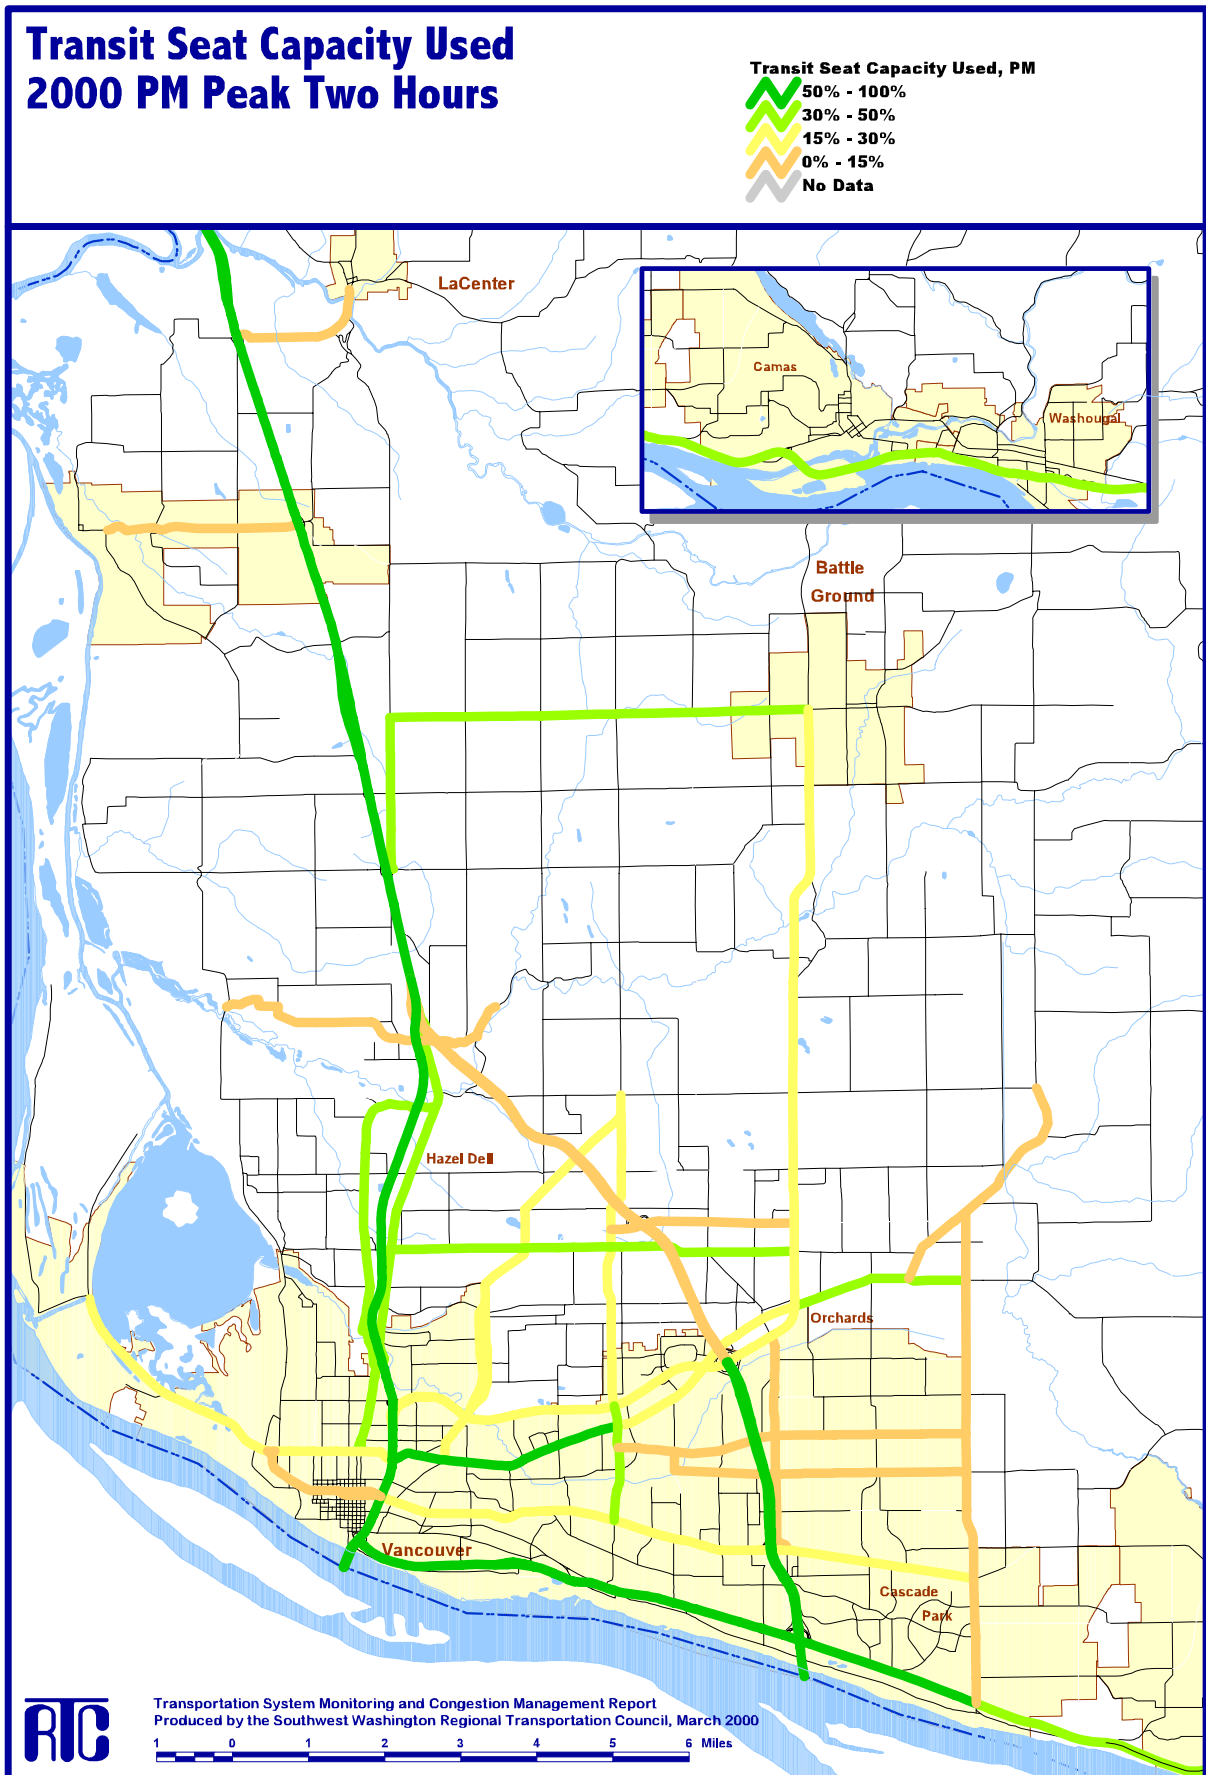 Transit Seat Capacity Used
2000 PM Peak Two Hours
Transit Seat Capacity Used, PM
50% - 100%
30% - 50%
15% - 30%
0% - 15%
No Data
LaCenter
Camas
Washougal
Battle
Ground
Hazel Dell
Orchards
Vancouver
Cascade
Park
RTC
Transportation System Monitoring and Congestion Management Report
Produced by the Southwest Washington Regional Transportation Council, March 2000
1 0 1 2 3 4 5 6 Miles